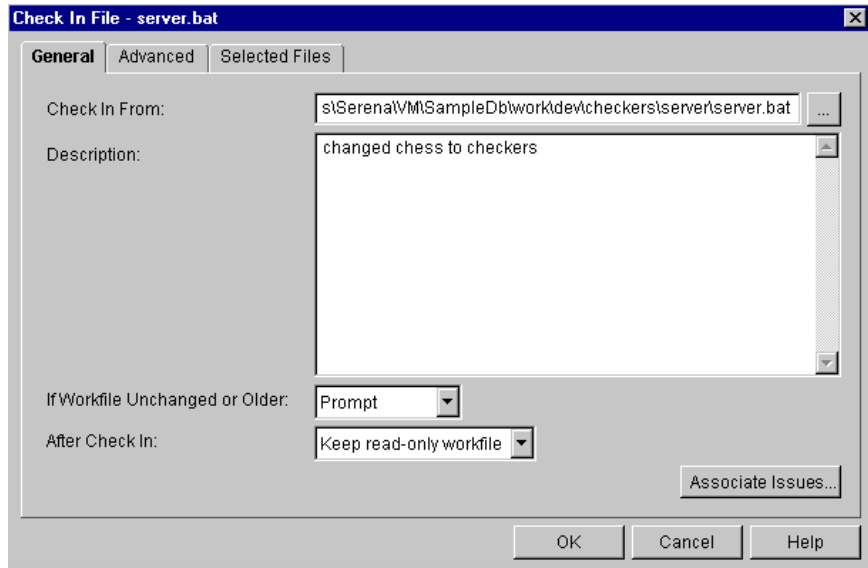 Check In File - server.bat
General Advanced Selected Files
Check In From: s\Serena\VM\SampleDb\work\dev\checkers\server\server.bat ...
Description: changed chess to checkers
If Workfile Unchanged or Older: Prompt
After Check In: Keep read-only workfile
Associate Issues...
OK Cancel Help